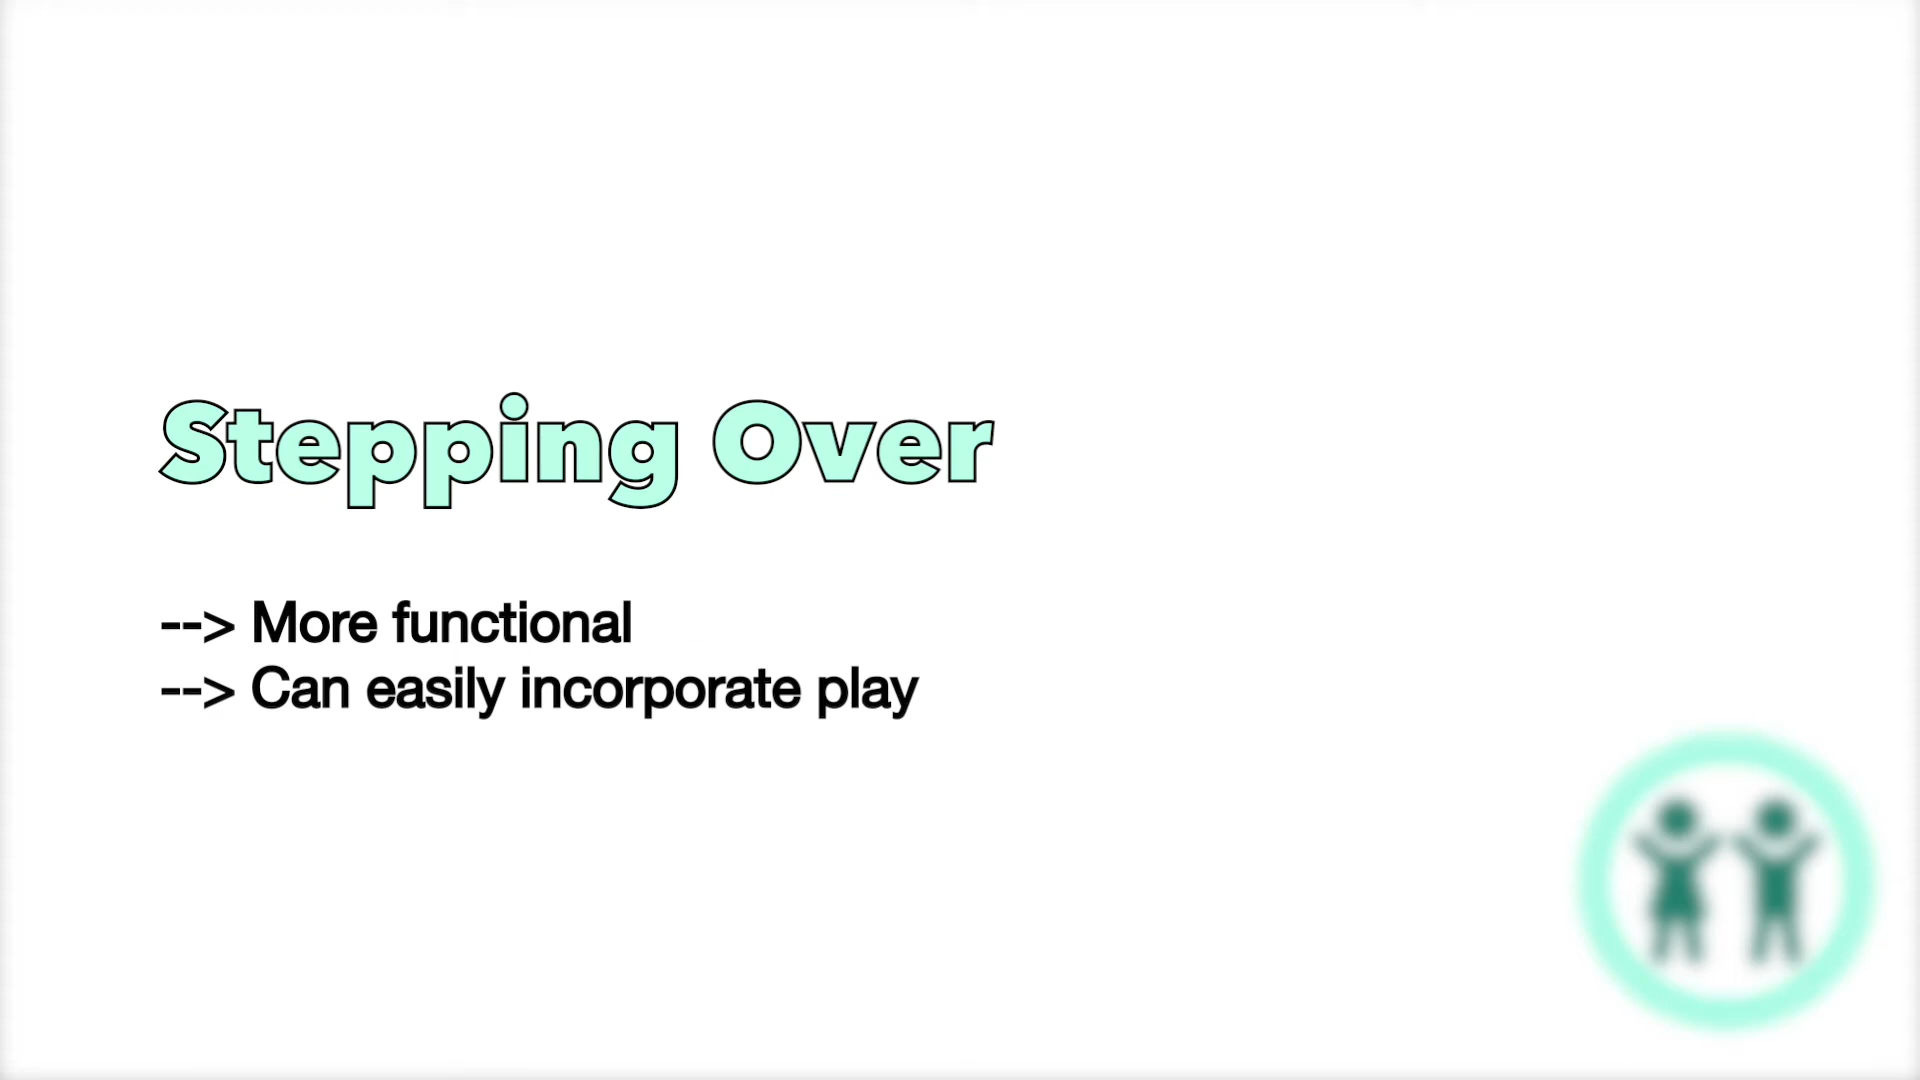 Stepping Over
--> More functional
--> Can easily incorporate play